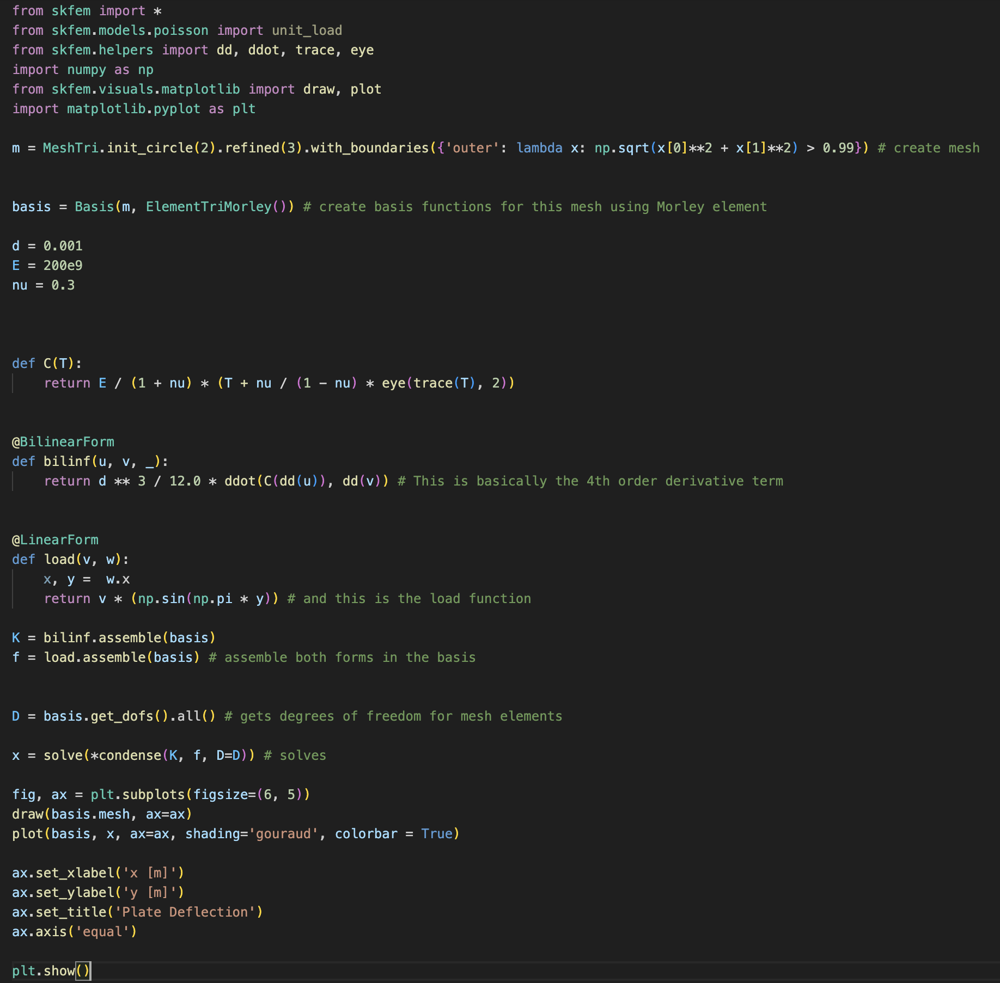 from skfem import *
from skfem.models.poisson import unit_load
from skfem.helpers import dd, ddot, trace, eye
import numpy as np
from skfem.visuals.matplotlib import draw, plot
import matplotlib.pyplot as plt
m = MeshTri.init_circle(2).refined(3).with_boundaries({'outer': lambda x: np.sqrt(x[0]**2 + x[1]**2) > 0.99}) # create mesh
basis = Basis(m, ElementTriMorley()) # create basis functions for this mesh using Morley element
d = 0.001
E = 200e9
nu = 0.3
def C(T):
    return E / (1 + nu) * (T + nu / (1 - nu) * eye(trace(T), 2))
@BilinearForm
def bilinf(u, v, _):
    return d ** 3 / 12.0 * ddot(C(dd(u)), dd(v)) # This is basically the 4th order derivative term
@LinearForm
def load(v, w):
    x, y =  w.x
    return v * (np.sin(np.pi * y)) # and this is the load function
K = bilinf.assemble(basis)
f = load.assemble(basis) # assemble both forms in the basis
D = basis.get_dofs().all() # gets degrees of freedom for mesh elements
x = solve(*condense(K, f, D=D)) # solves
fig, ax = plt.subplots(figsize=(6, 5))
draw(basis.mesh, ax=ax)
plot(basis, x, ax=ax, shading='gouraud', colorbar = True)
ax.set_xlabel('x [m]')
ax.set_ylabel('y [m]')
ax.set_title('Plate Deflection')
ax.axis('equal')
plt.show()